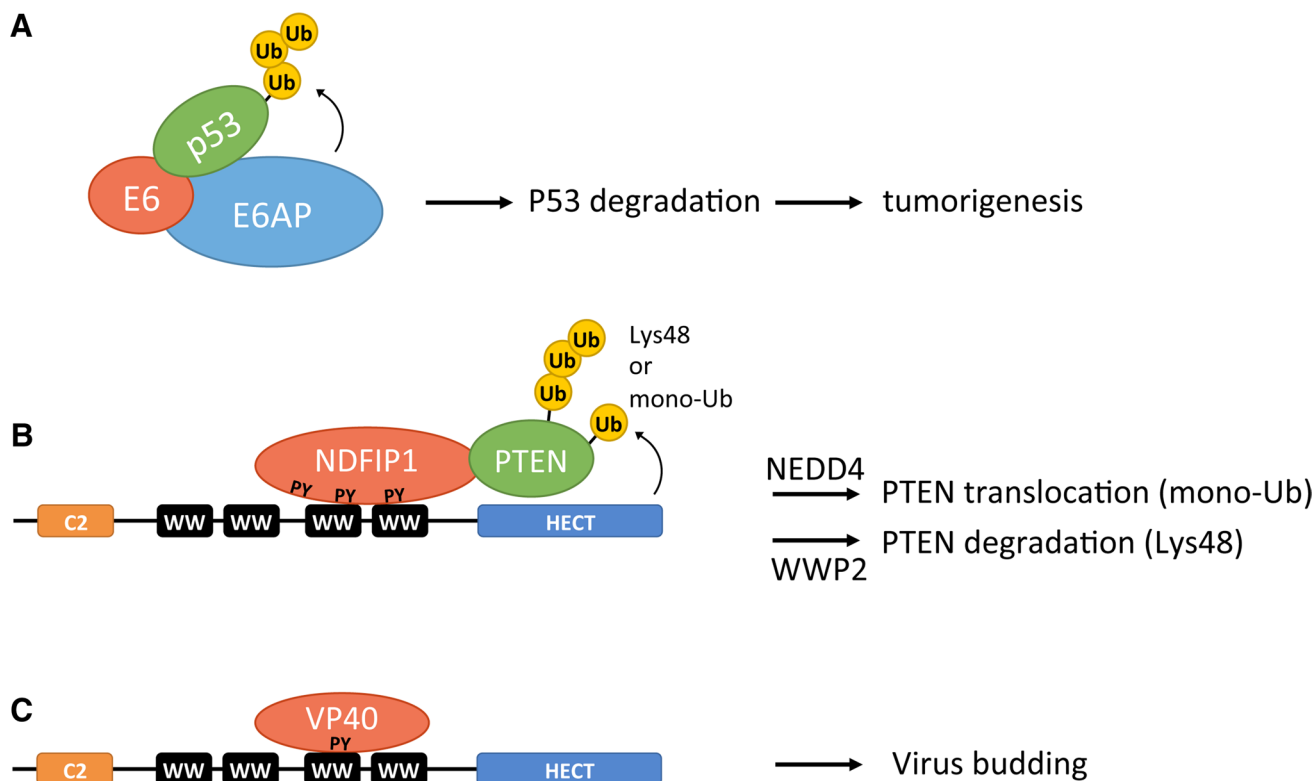 A
Ub
Ub
Ub
p53
E6
E6AP
P53 degradation
tumorigenesis
B
Ub
Ub
Ub
Ub
Lys48
or
mono-Ub
NDFIP1
PTEN
PY
PY
PY
C2
WW
WW
WW
WW
HECT
NEDD4
PTEN translocation (mono-Ub)
PTEN degradation (Lys48)
WWP2
C
VP40
PY
C2
WW
WW
WW
WW
HECT
Virus budding